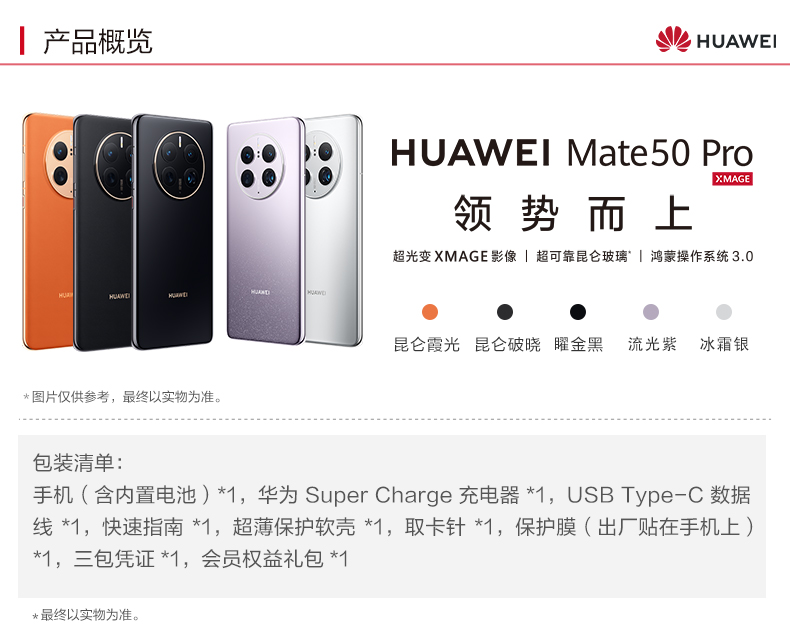 产品概览
HUAWEI
HUAWEI Mate50 Pro
XMAGE
领势而上
超光变 XMAGE 影像 | 超可靠昆仑玻璃* | 鸿蒙操作系统 3.0
昆仑霞光 昆仑破晓 曜金黑 流光紫 冰霜银
HUAWEI HUAWEI HUAWEI HUAWEI
*图片仅供参考，最终以实物为准。
包装清单：
手机（含内置电池）*1，华为 Super Charge 充电器 *1，USB Type-C 数据
线 *1，快速指南 *1，超薄保护软壳 *1，取卡针 *1，保护膜（出厂贴在手机上）
*1，三包凭证 *1，会员权益礼包 *1
*最终以实物为准。